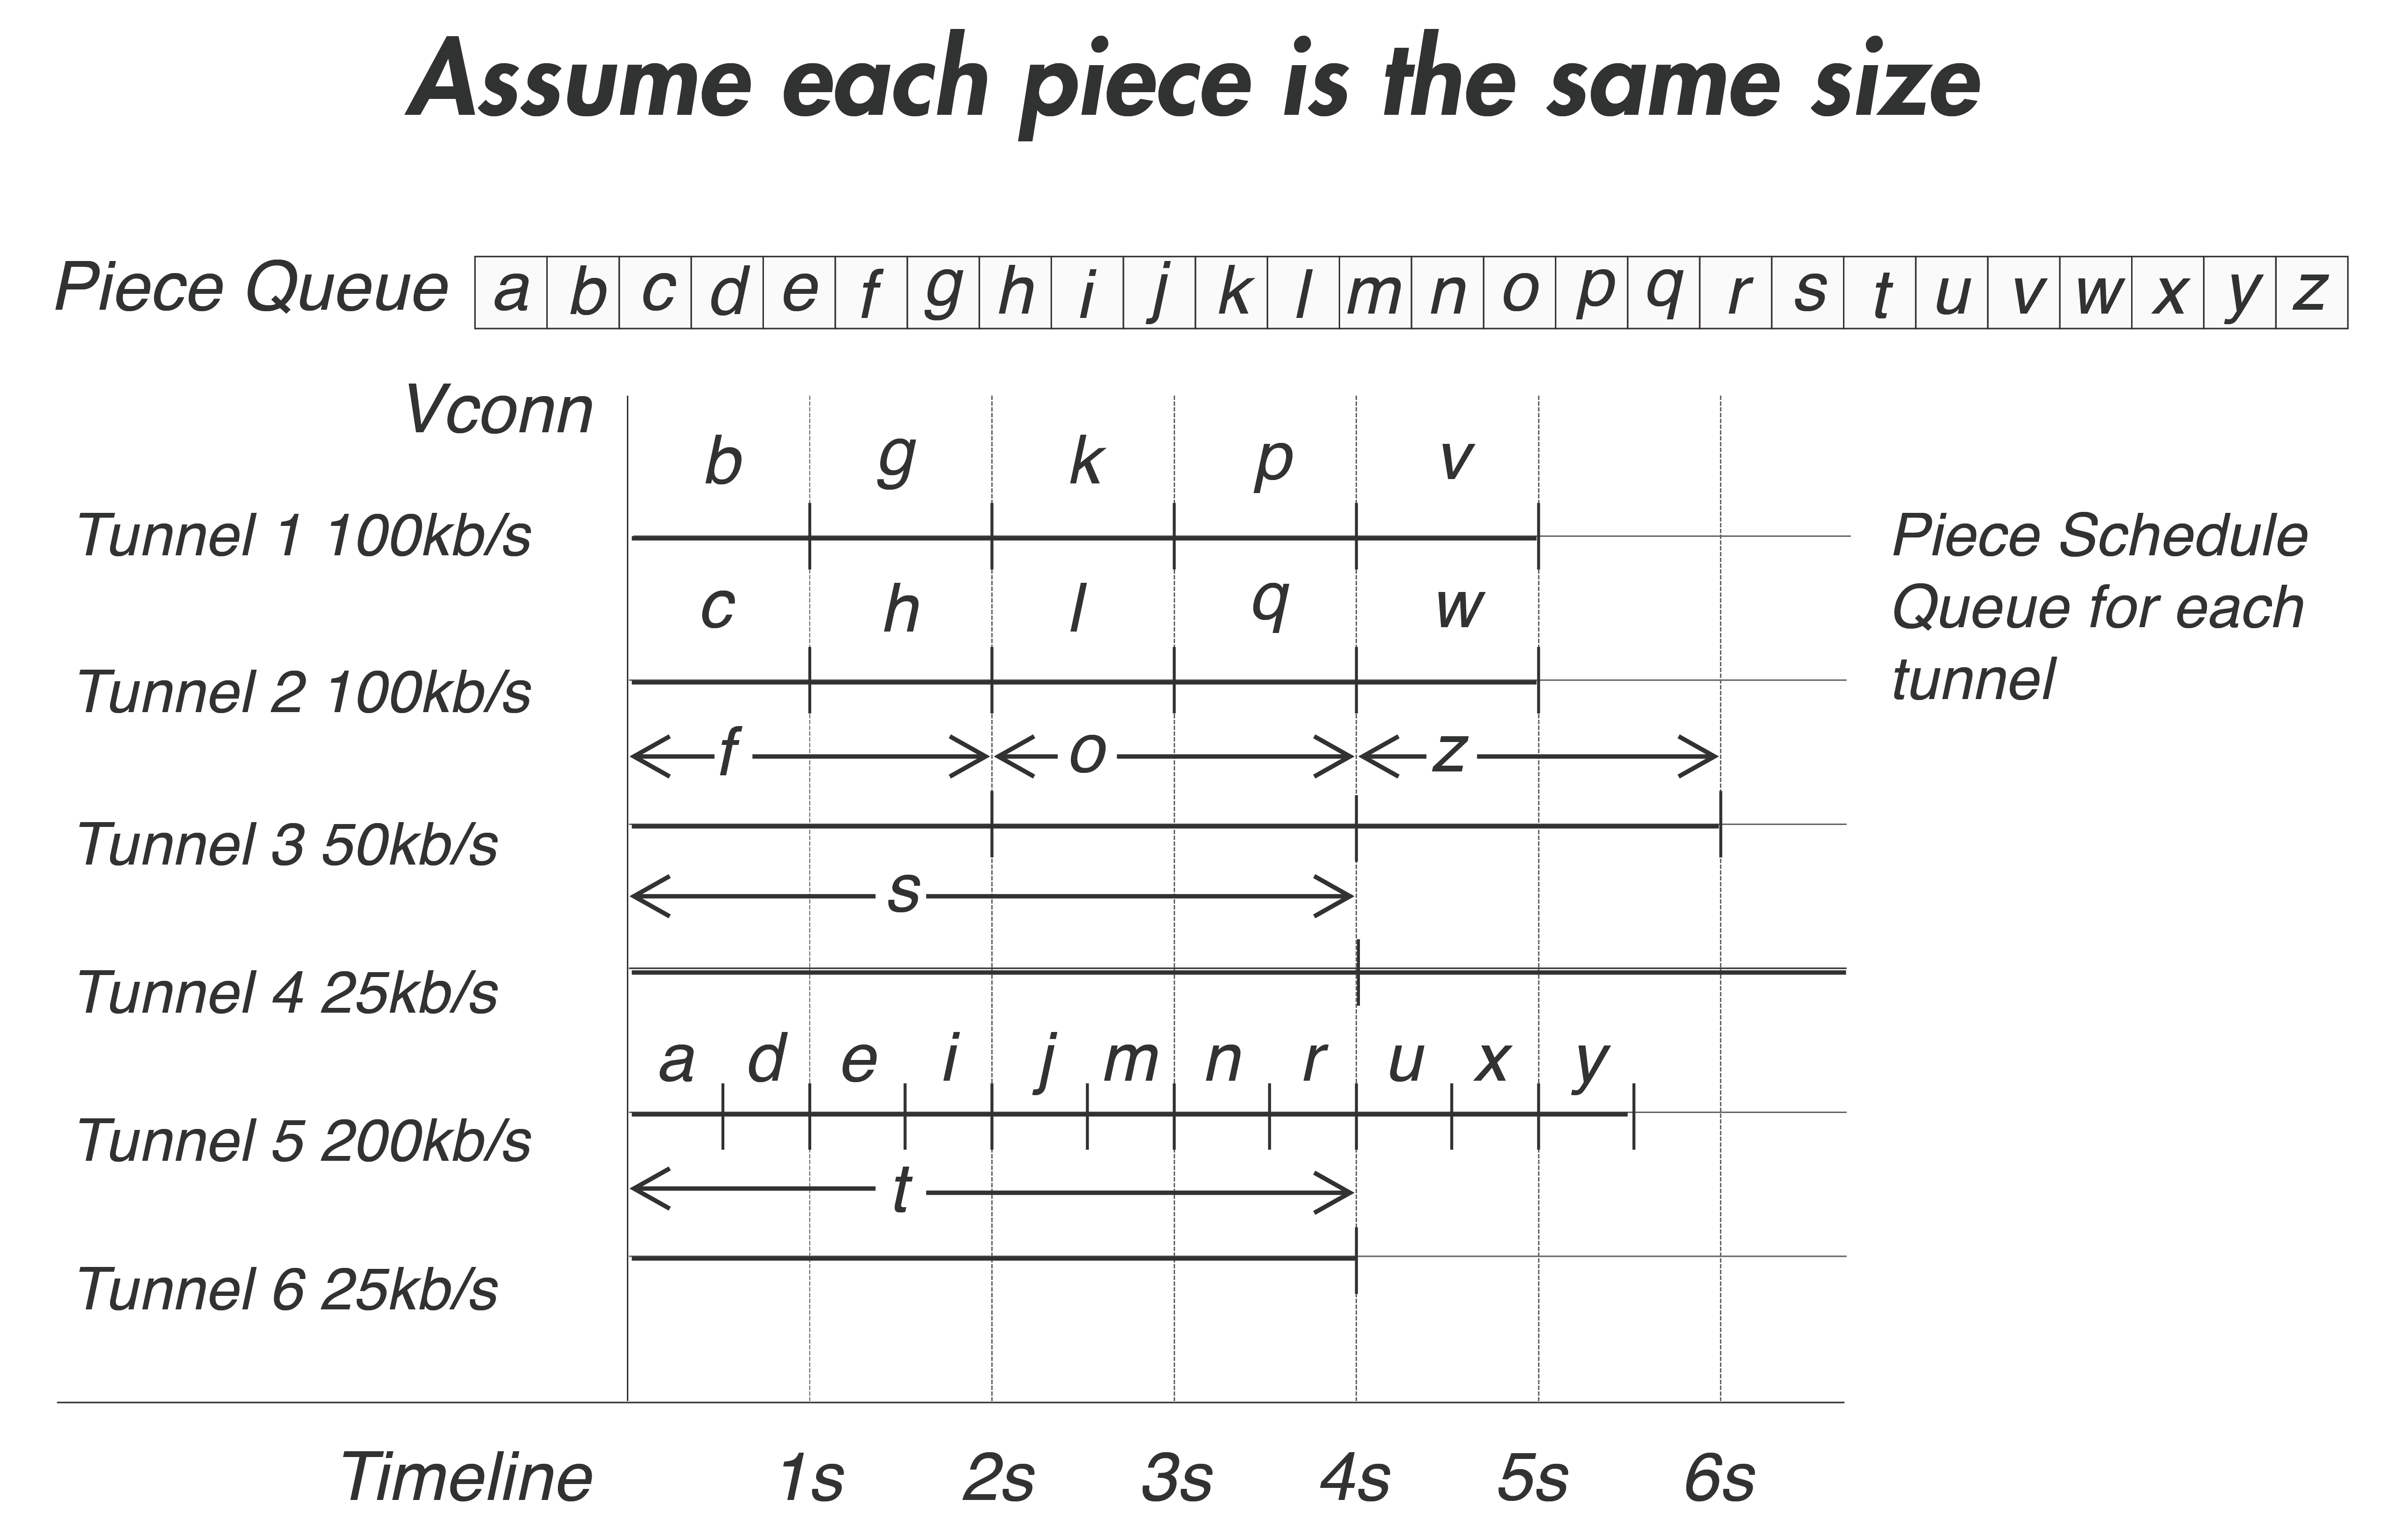 Assume each piece is the same size
Piece Queue a b c d e f g h i j k l m n o p q r s t u v w x y z
Vconn
b g k p v
Tunnel 1 100kb/s
Piece Schedule
Queue for each
tunnel
c h l q w
Tunnel 2 100kb/s
f o z
Tunnel 3 50kb/s
s
Tunnel 4 25kb/s
a d e i j m n r u x y
Tunnel 5 200kb/s
t
Tunnel 6 25kb/s
Timeline 1s 2s 3s 4s 5s 6s